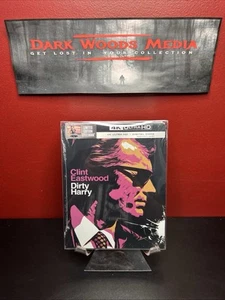 DARK WOODS MEDIA
GET LOST IN YOUR COLLECTION
4K ULTRA HD
Clint
Eastwood
Dirty
Harry